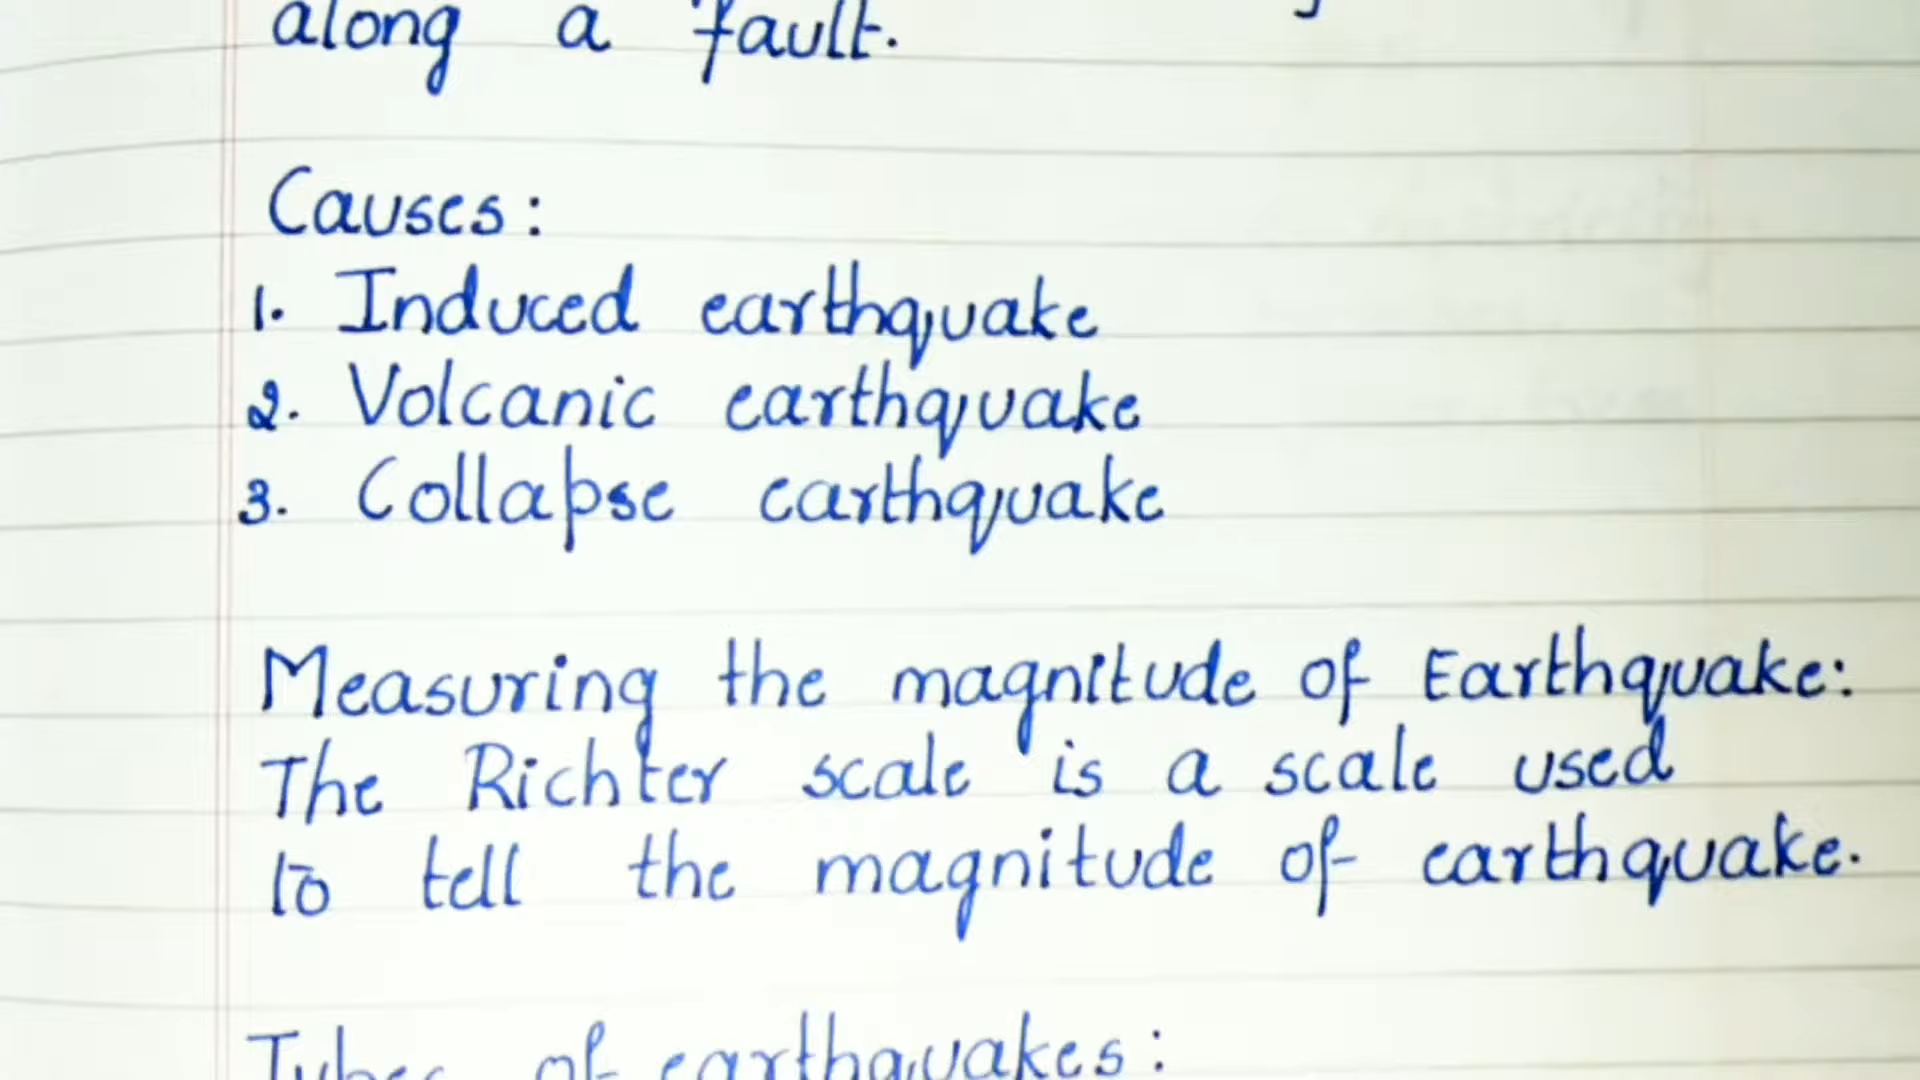 along a fault.
Causes:
1. Induced earthquake
2. Volcanic earthquake
3. Collapse earthquake
Measuring the magnitude of Earthquake:
The Richter scale is a scale used
to tell the magnitude of earthquake.
Types of earthquakes: